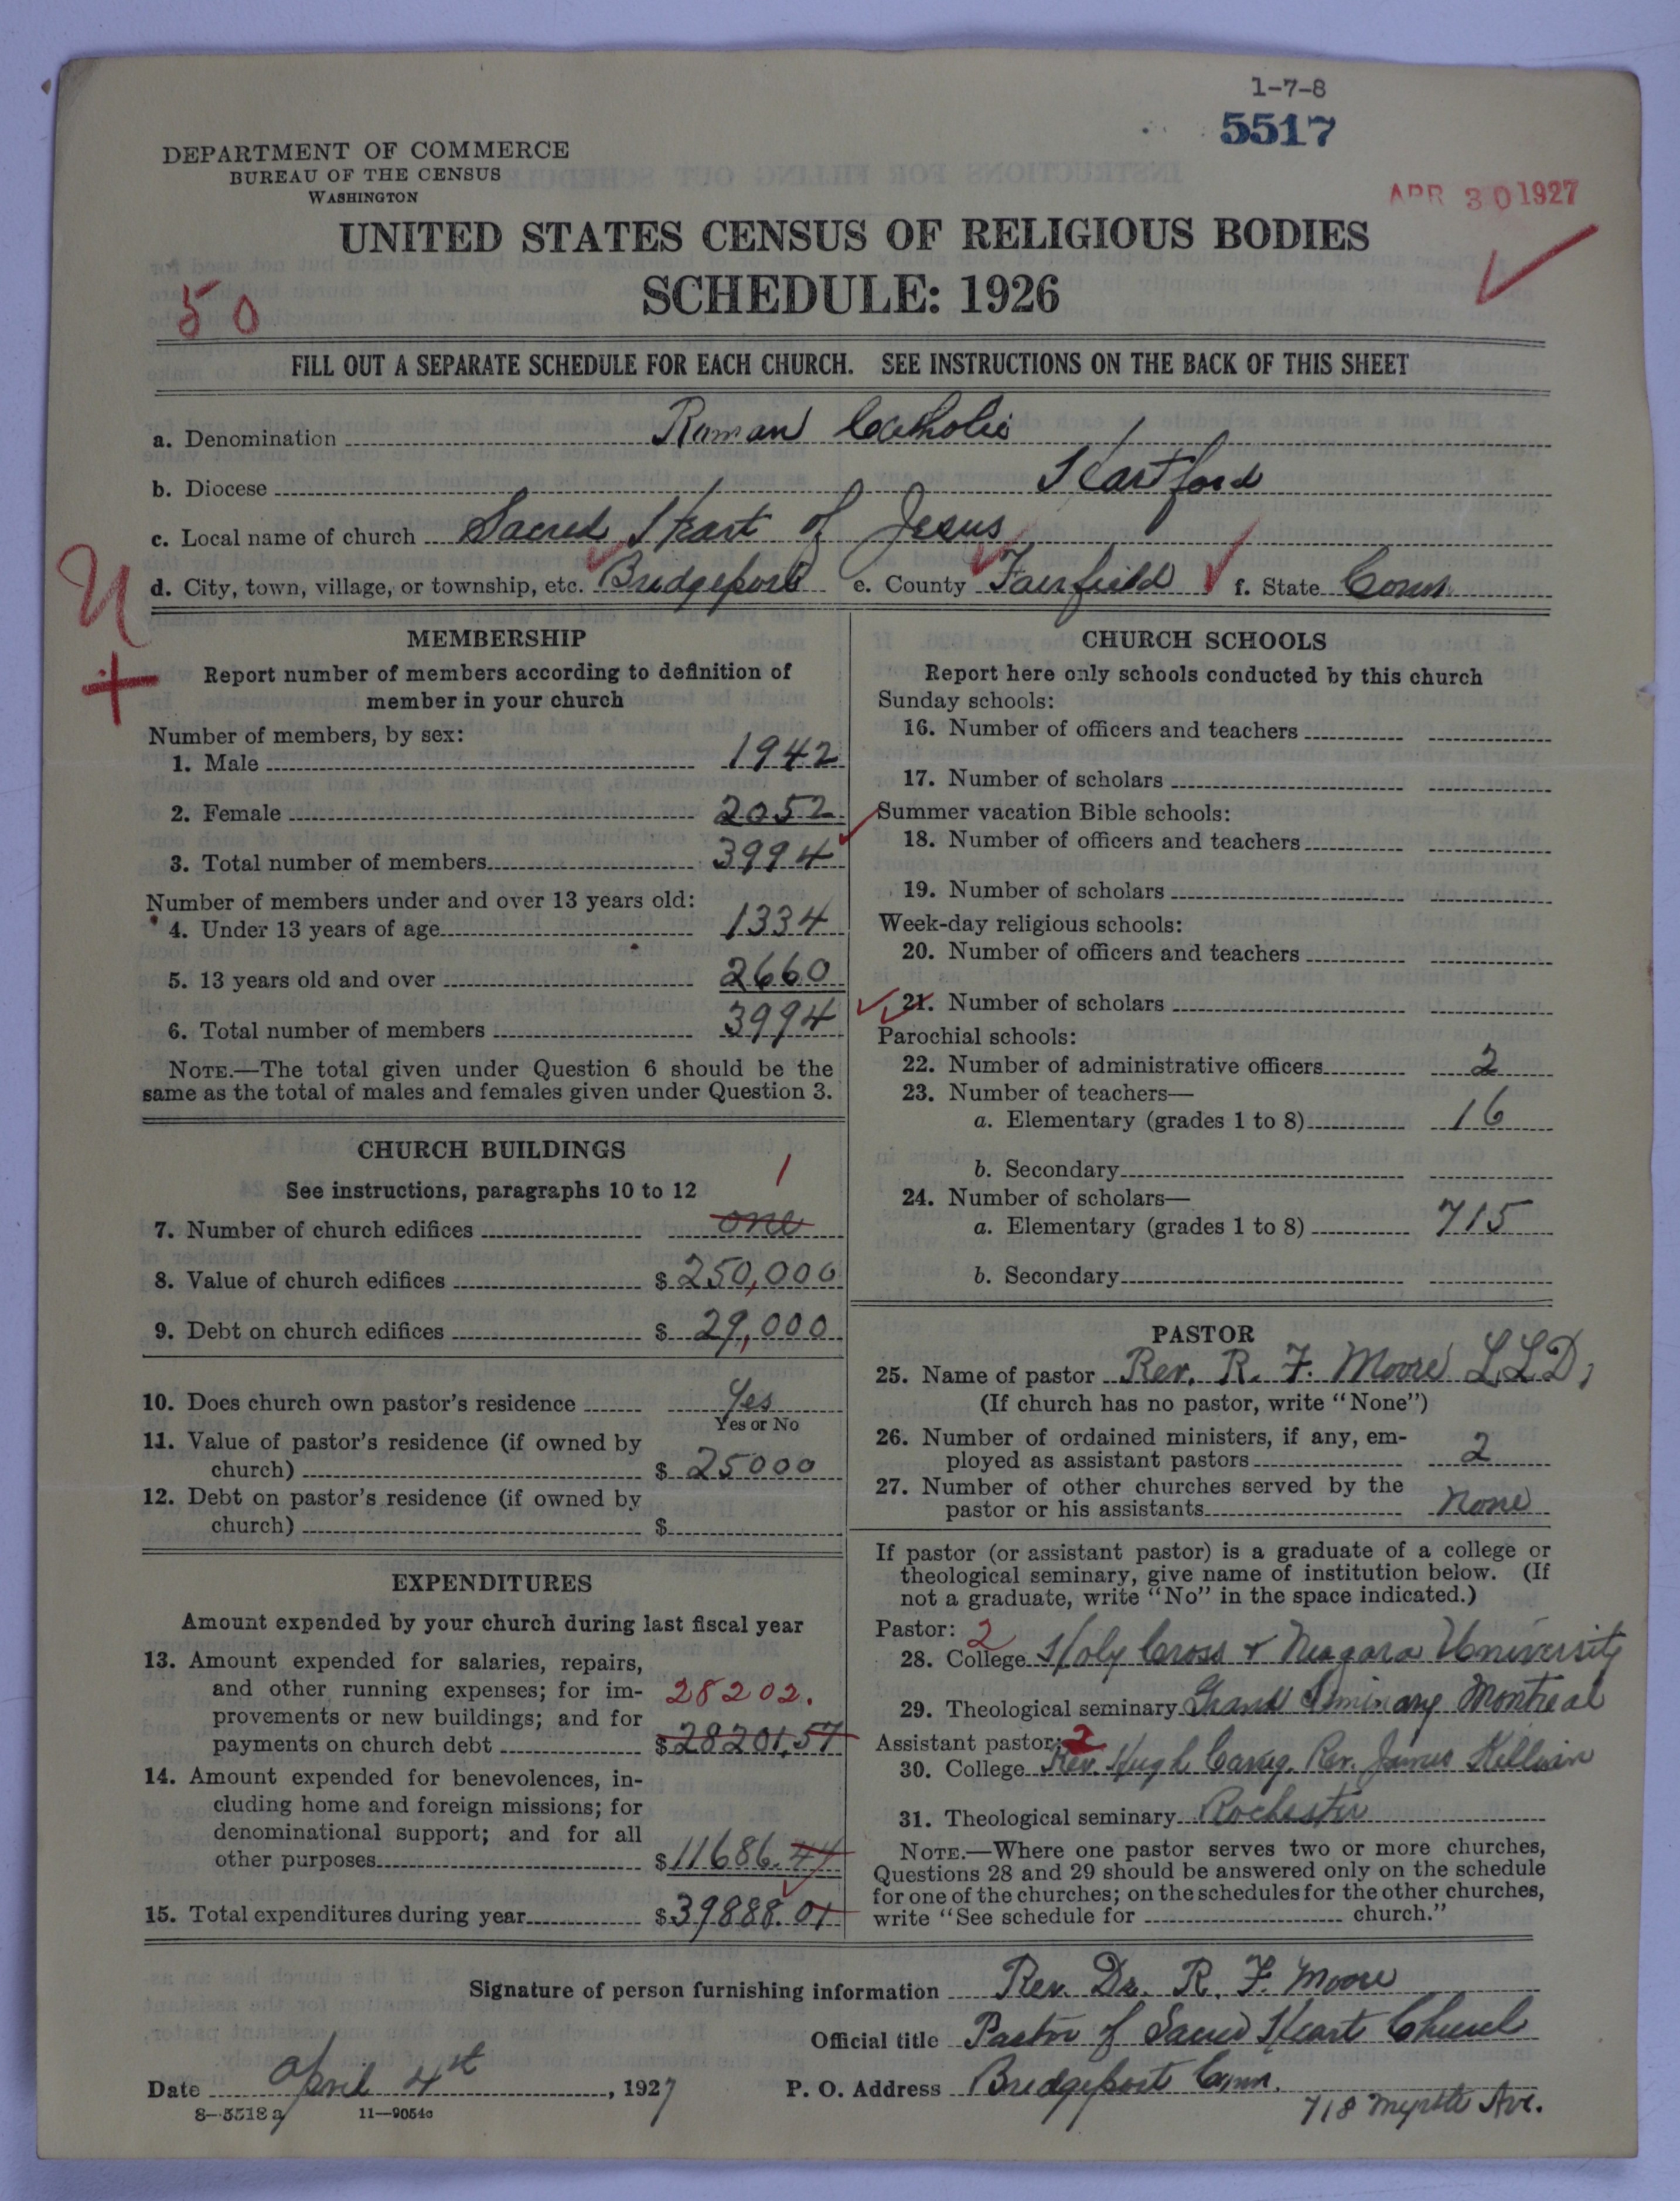 1-7-8
5517
DEPARTMENT OF COMMERCE
BUREAU OF THE CENSUS
WASHINGTON
APR 30 1927
UNITED STATES CENSUS OF RELIGIOUS BODIES
SCHEDULE: 1926
50
FILL OUT A SEPARATE SCHEDULE FOR EACH CHURCH. SEE INSTRUCTIONS ON THE BACK OF THIS SHEET
a. Denomination Roman Catholic
b. Diocese Hartford
c. Local name of church Sacred Heart of Jesus
d. City, town, village, or township, etc. Bridgeport e. County Fairfield f. State Conn.
MEMBERSHIP
Report number of members according to definition of
member in your church
Number of members, by sex:
1. Male 1942
2. Female 2052
3. Total number of members 3994
Number of members under and over 13 years old:
4. Under 13 years of age 1334
5. 13 years old and over 2660
6. Total number of members 3994
NOTE.—The total given under Question 6 should be the
same as the total of males and females given under Question 3.
CHURCH BUILDINGS
1
See instructions, paragraphs 10 to 12
7. Number of church edifices one
8. Value of church edifices $ 250,000
9. Debt on church edifices $ 29,000
10. Does church own pastor's residence Yes
Yes or No
11. Value of pastor's residence (if owned by
church) $ 25000
12. Debt on pastor's residence (if owned by
church) $
EXPENDITURES
Amount expended by your church during last fiscal year
13. Amount expended for salaries, repairs,
and other running expenses; for im- 28202.
provements or new buildings; and for
payments on church debt $28201.57
14. Amount expended for benevolences, in-
cluding home and foreign missions; for
denominational support; and for all
other purposes $11686.44
15. Total expenditures during year $39888.01
CHURCH SCHOOLS
Report here only schools conducted by this church
Sunday schools:
16. Number of officers and teachers
17. Number of scholars
Summer vacation Bible schools:
18. Number of officers and teachers
19. Number of scholars
Week-day religious schools:
20. Number of officers and teachers
21. Number of scholars
Parochial schools:
22. Number of administrative officers 2
23. Number of teachers—
a. Elementary (grades 1 to 8) 16
b. Secondary
24. Number of scholars—
a. Elementary (grades 1 to 8) 715
b. Secondary
PASTOR
25. Name of pastor Rev. R. F. Moore L.L.D.
(If church has no pastor, write "None")
26. Number of ordained ministers, if any, em-
ployed as assistant pastors 2
27. Number of other churches served by the
pastor or his assistants None
If pastor (or assistant pastor) is a graduate of a college or
theological seminary, give name of institution below. (If
not a graduate, write "No" in the space indicated.)
Pastor: 2
28. College Holy Cross + Niagara University
29. Theological seminary Grand Seminary Montreal
Assistant pastor: 2
30. College Rev. Hugh Rev. James
31. Theological seminary Rochester
NOTE.—Where one pastor serves two or more churches,
Questions 28 and 29 should be answered only on the schedule
for one of the churches; on the schedules for the other churches,
write "See schedule for church."
Signature of person furnishing information Rev. Dr. R. F. Moore
Official title Pastor of Sacred Heart Church
Date April 4st, 1927 P. O. Address Bridgeport Conn.
718 Myrtle Ave.
8-5518a 11-9054c